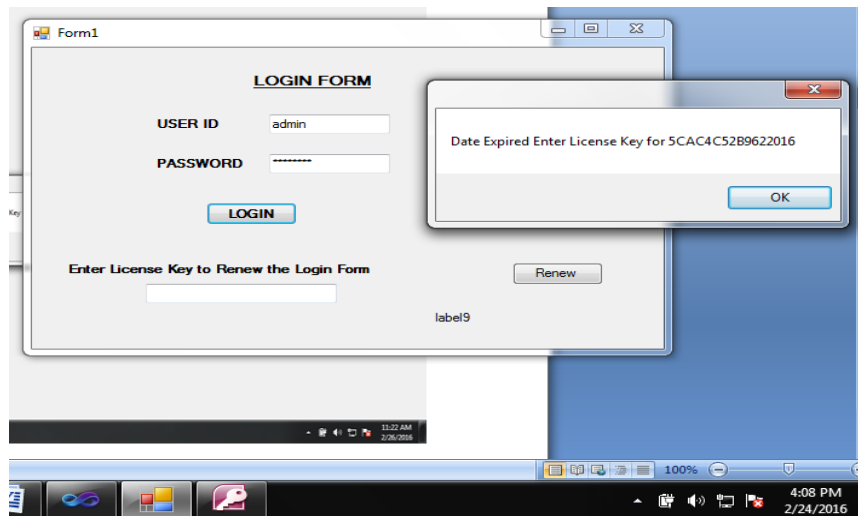 Form1
LOGIN FORM
USER ID
admin
PASSWORD
********
LOGIN
Date Expired Enter License Key for 5CAC4C52B9622016
OK
Key
Enter License Key to Renew the Login Form
Renew
label9
11:22 AM
2/26/2016
100%
4:08 PM
2/24/2016